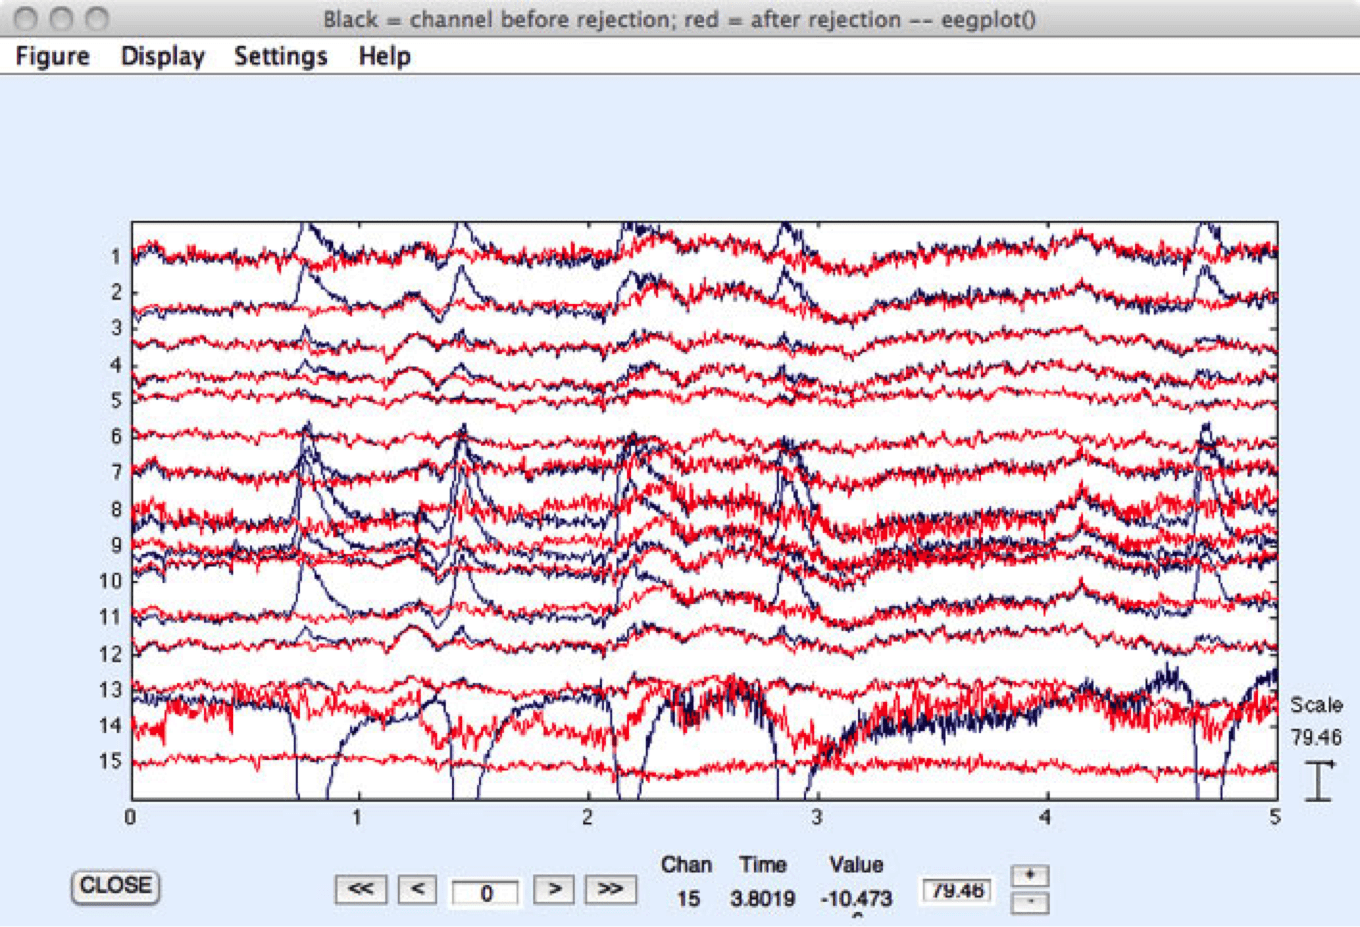 Black = channel before rejection; red = after rejection -- eegplot()
Figure Display Settings Help
1
2
3
4
5
6
7
8
9
10
11
12
13
14
15
Scale
79.46
0 1 2 3 4 5
Chan Time Value
CLOSE << < 0 > >> 15 3.8019 -10.473 79.46 +
-